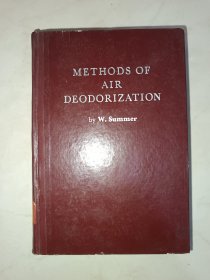 METHODS OF
AIR
DEODORIZATION
by W. Summer